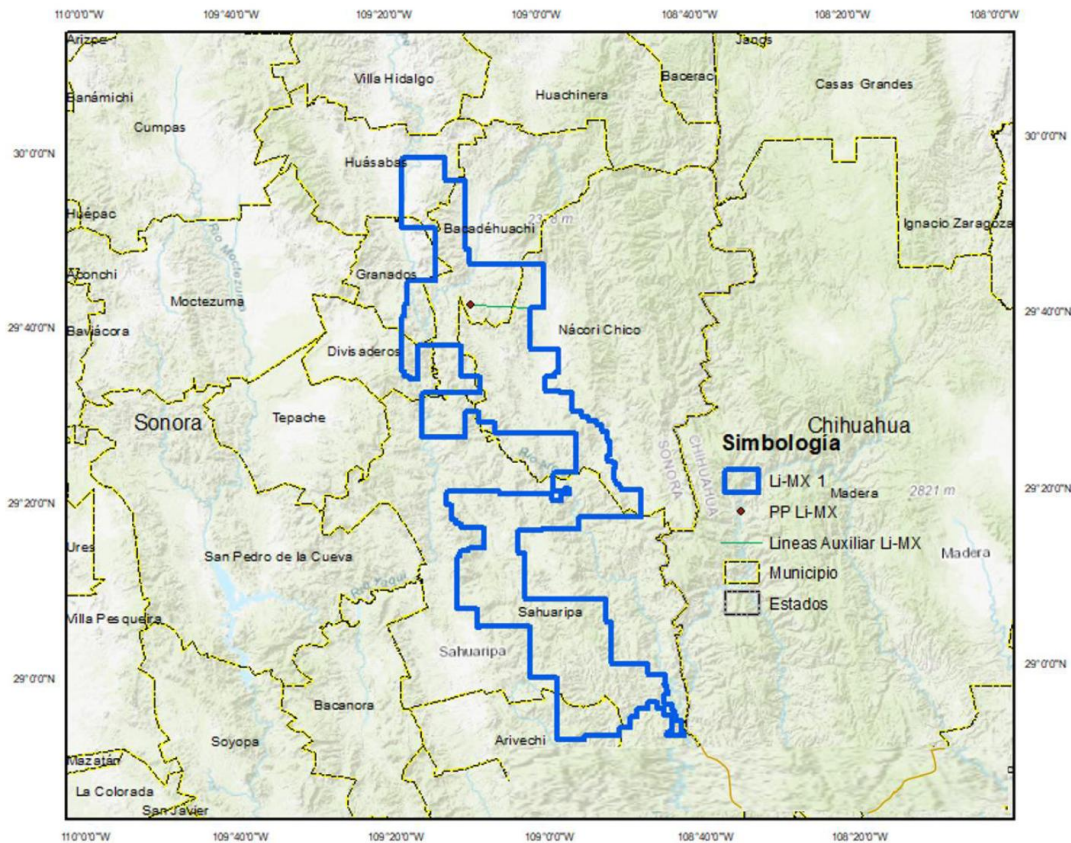 110°0'0"W 109°40'0"W 109°20'0"W 109°0'0"W 108°40'0"W 108°20'0"W 108°0'0"W
Arizpe
Janos
Villa Hidalgo
Bacerac
Casas Grandes
Huachinera
Banámichi
Cumpas
30°0'0"N
30°0'0"N
Huásabas
Huépac
Bacadéhuachi
Ignacio Zaragoza
Río Moctezuma
Aconchi
Granados
Moctezuma
29°40'0"N
29°40'0"N
Baviácora
Nácori Chico
Divisaderos
Sonora
Tepache
Chihuahua
Simbología
SONORA
CHIHUAHUA
Li-MX 1
Madera
2821 m
29°20'0"N
29°20'0"N
PP Li-MX
Ures
Lineas Auxiliar Li-MX
San Pedro de la Cueva
Madera
Municipio
Río Yaqui
Estados
Villa Pesqueira
Sahuaripa
Sahuaripa
29°0'0"N
29°0'0"N
Bacanora
Soyopa
Arivechi
Mazatán
La Colorada
San Javier
110°0'0"W 109°40'0"W 109°20'0"W 109°0'0"W 108°40'0"W 108°20'0"W